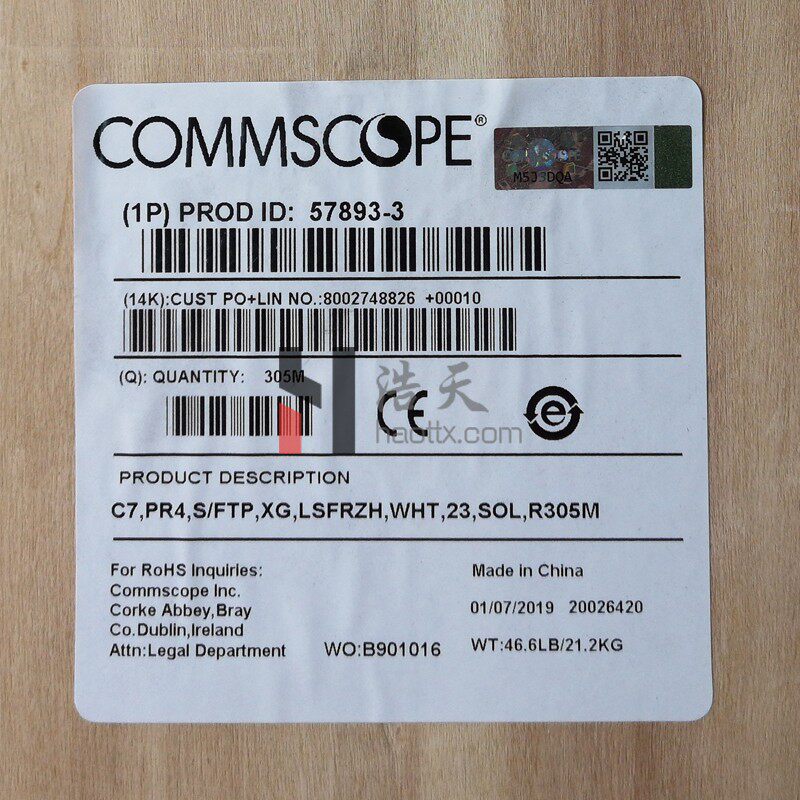 COMMSCOPE®
M5J3DQA
(1P) PROD ID: 57893-3
(14K):CUST PO+LIN NO.:8002748826 +00010
(Q): QUANTITY: 305M
浩天
haottx.com
CE
e
PRODUCT DESCRIPTION
C7,PR4,S/FTP,XG,LSFRZH,WHT,23,SOL,R305M
For RoHS Inquiries:
Commscope Inc.
Corke Abbey,Bray
Co.Dublin,Ireland
Attn:Legal Department
WO:B901016
Made in China
01/07/2019 20026420
WT:46.6LB/21.2KG